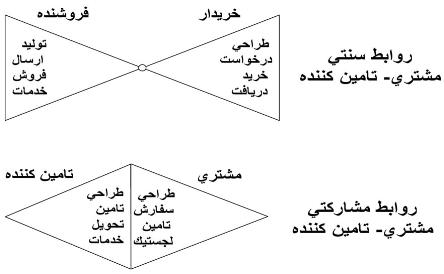 خريدار
فروشنده
طراحي
درخواست
خريد
دريافت
توليد
ارسال
فروش
خدمات
روابط سنتي
مشتري- تامين كننده
مشتري
تامين كننده
طراحي
سفارش
تامين
لجستيك
طراحي
تامين
تحويل
خدمات
روابط مشاركتي
مشتري- تامين كننده